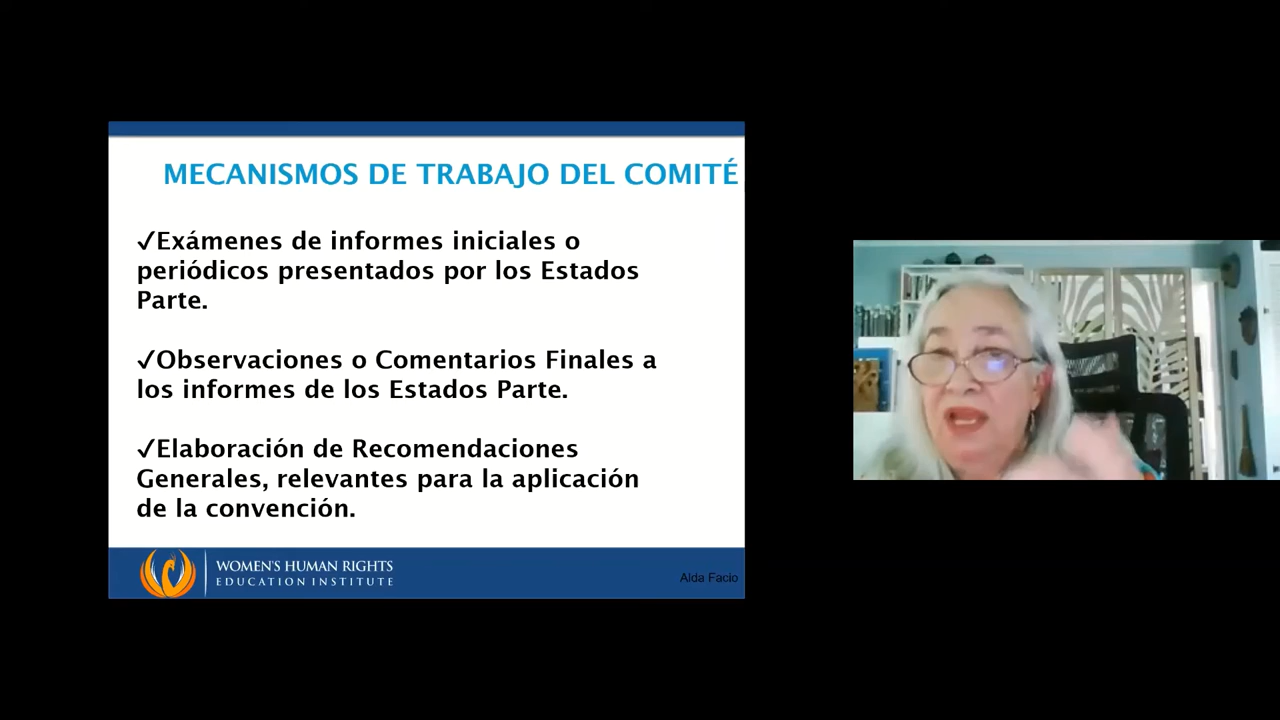 MECANISMOS DE TRABAJO DEL COMITÉ
✓Exámenes de informes iniciales o
periódicos presentados por los Estados
Parte.
✓Observaciones o Comentarios Finales a
los informes de los Estados Parte.
✓Elaboración de Recomendaciones
Generales, relevantes para la aplicación
de la convención.
WOMEN'S HUMAN RIGHTS
EDUCATION INSTITUTE
Alda Facio